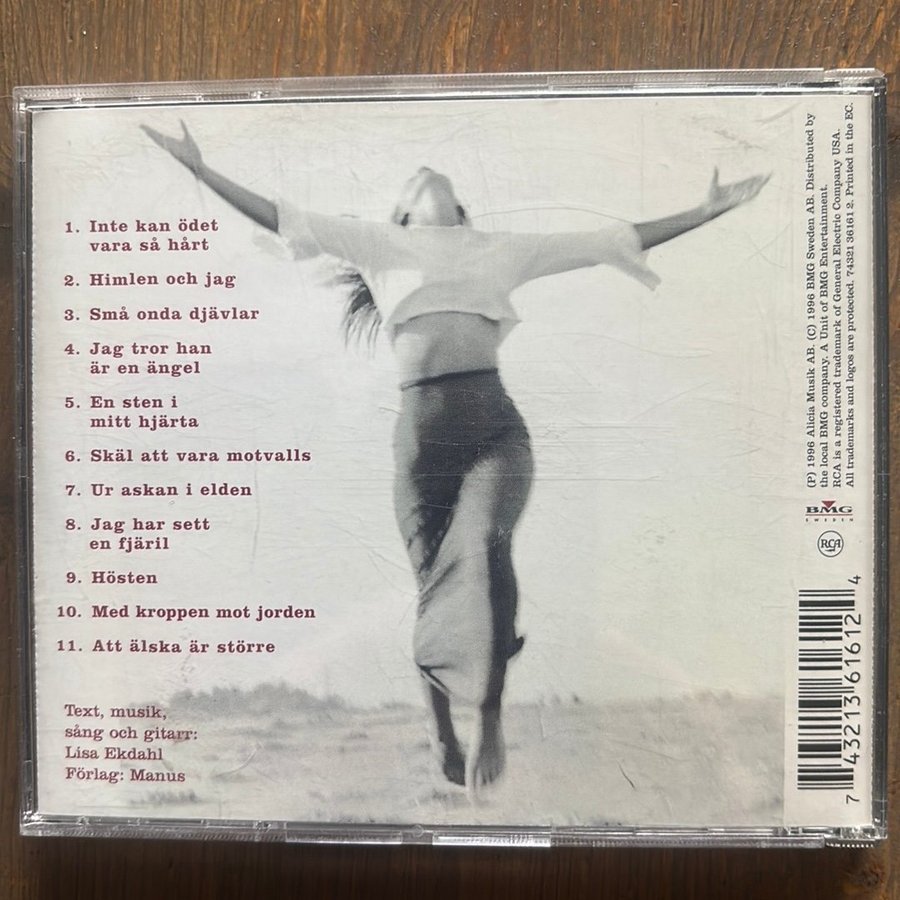 1. Inte kan ödet
vara så hårt
2. Himlen och jag
3. Små onda djävlar
4. Jag tror han
är en ängel
5. En sten i
mitt hjärta
6. Skäl att vara motvalls
7. Ur askan i elden
8. Jag har sett
en fjäril
9. Hösten
10. Med kroppen mot jorden
11. Att älska är större
Text, musik,
sång och gitarr:
Lisa Ekdahl
Förlag: Manus
(P) 1996 Alicia Musik AB. (C) 1996 BMG Sweden AB. Distributed by
the local BMG company. A Unit of BMG Entertainment.
RCA is a registered trademark of General Electric Company USA.
All trademarks and logos are protected. 74321 36161 2. Printed in the EC.
BMG
SWEDEN
RCA
7 43213 61612 4